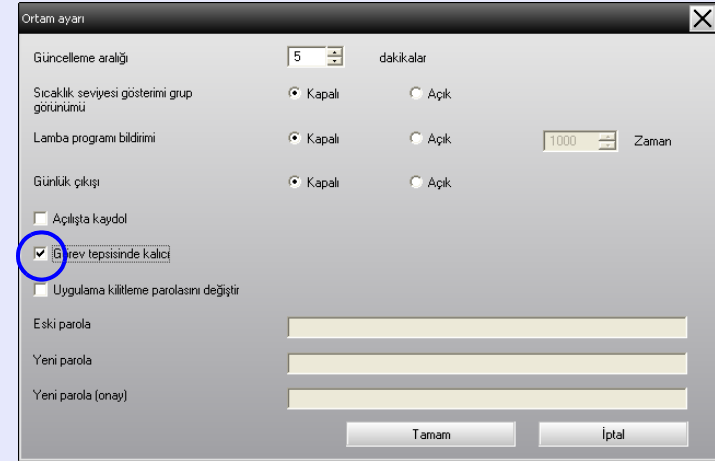 Ortam ayarı
Güncelleme aralığı 5 dakikalar
Sıcaklık seviyesi gösterimi grup
görünümü Kapalı Açık
Lamba programı bildirimi Kapalı Açık 1000 Zaman
Günlük çıkışı Kapalı Açık
Açılışta kaydol
Görev tepsisinde kalıcı
Uygulama kilitleme parolasını değiştir
Eski parola
Yeni parola
Yeni parola (onay)
Tamam İptal